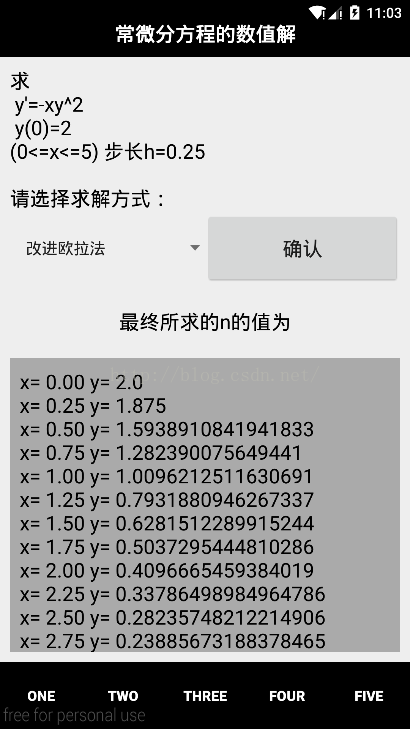 11:03
常微分方程的数值解
求
y'=-xy^2
y(0)=2
(0<=x<=5) 步长h=0.25
请选择求解方式：
改进欧拉法
确认
最终所求的n的值为
http://blog.csdn.net/
x= 0.00 y= 2.0
x= 0.25 y= 1.875
x= 0.50 y= 1.5938910841941833
x= 0.75 y= 1.282390075649441
x= 1.00 y= 1.0096212511630691
x= 1.25 y= 0.7931880946267337
x= 1.50 y= 0.6281512289915244
x= 1.75 y= 0.5037295444810286
x= 2.00 y= 0.4096665459384019
x= 2.25 y= 0.33786498984964786
x= 2.50 y= 0.28235748212214906
x= 2.75 y= 0.23885673188378465
ONE
TWO
THREE
FOUR
FIVE
free for personal use